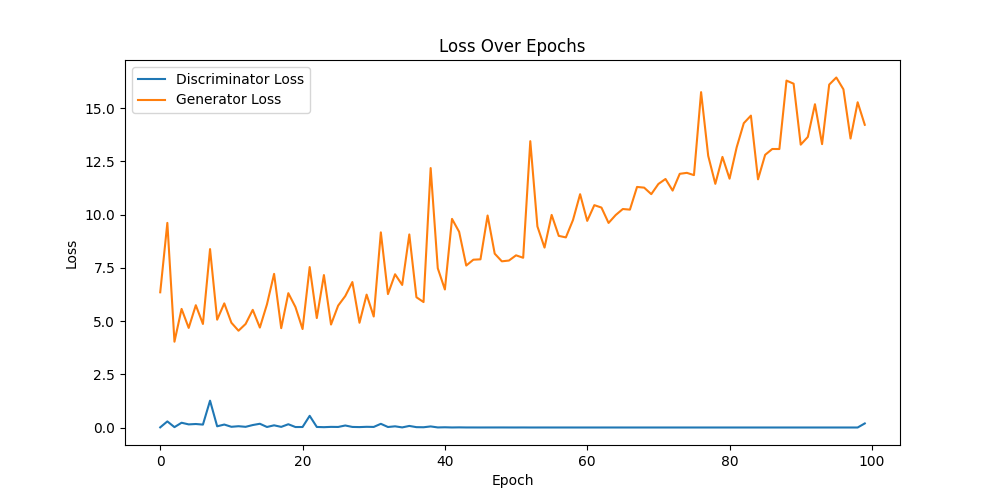 Loss Over Epochs
Discriminator Loss
Generator Loss
15.0
12.5
10.0
7.5
5.0
2.5
0.0
Loss
0 20 40 60 80 100
Epoch